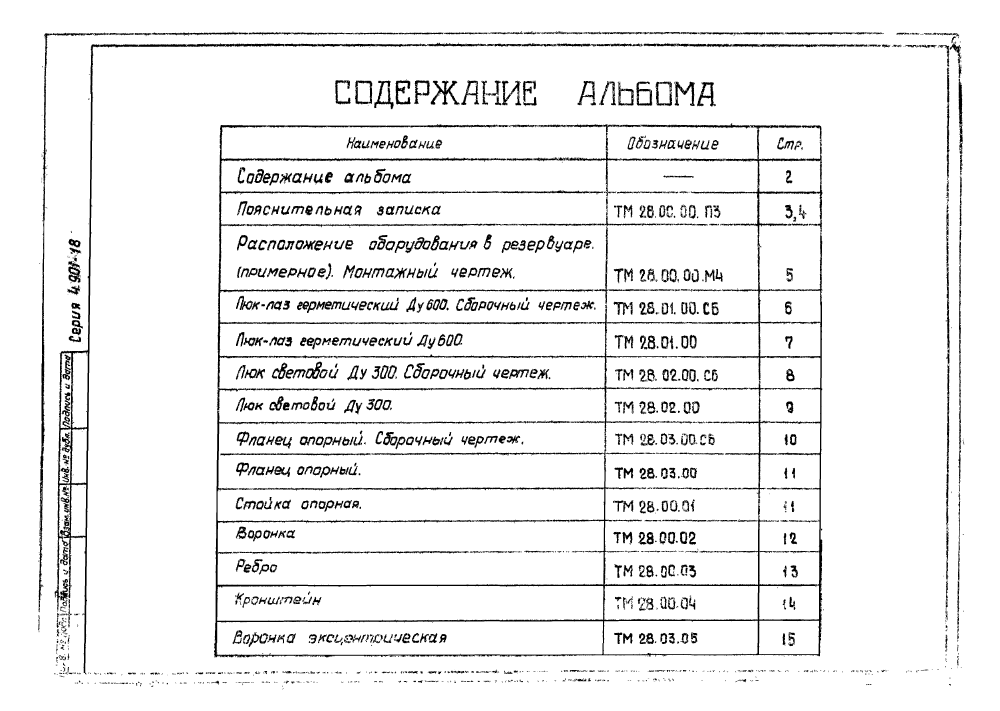 СОДЕРЖАНИЕ АЛЬБОМА
Наименование Обозначение Стр.
Содержание альбома — 2
Пояснительная записка ТМ 28.00.00.ПЗ 3,4
Расположение оборудования в резервуаре.
(примерное). Монтажный чертеж. ТМ 28.00.00.МЧ 5
Люк-лаз герметический Ду 600. Сборочный чертеж. ТМ 28.01.00.СБ 6
Люк-лаз герметический Ду 600. ТМ 28.01.00 7
Люк световой Ду 300. Сборочный чертеж. ТМ 28.02.00.СБ 8
Люк световой Ду 300. ТМ 28.02.00 9
Фланец опорный. Сборочный чертеж. ТМ 28.03.00.СБ 10
Фланец опорный. ТМ 28.03.00 11
Стойка опорная. ТМ 28.00.01 11
Воронка ТМ 28.00.02 12
Ребро ТМ 28.00.03 13
Кронштейн ТМ 28.00.04 14
Воронка эксцентрическая ТМ 28.03.05 15
Серия 4.901-18
Подпись и дата
Инв. № дубл.
Взам. инв. №
Подпись и дата